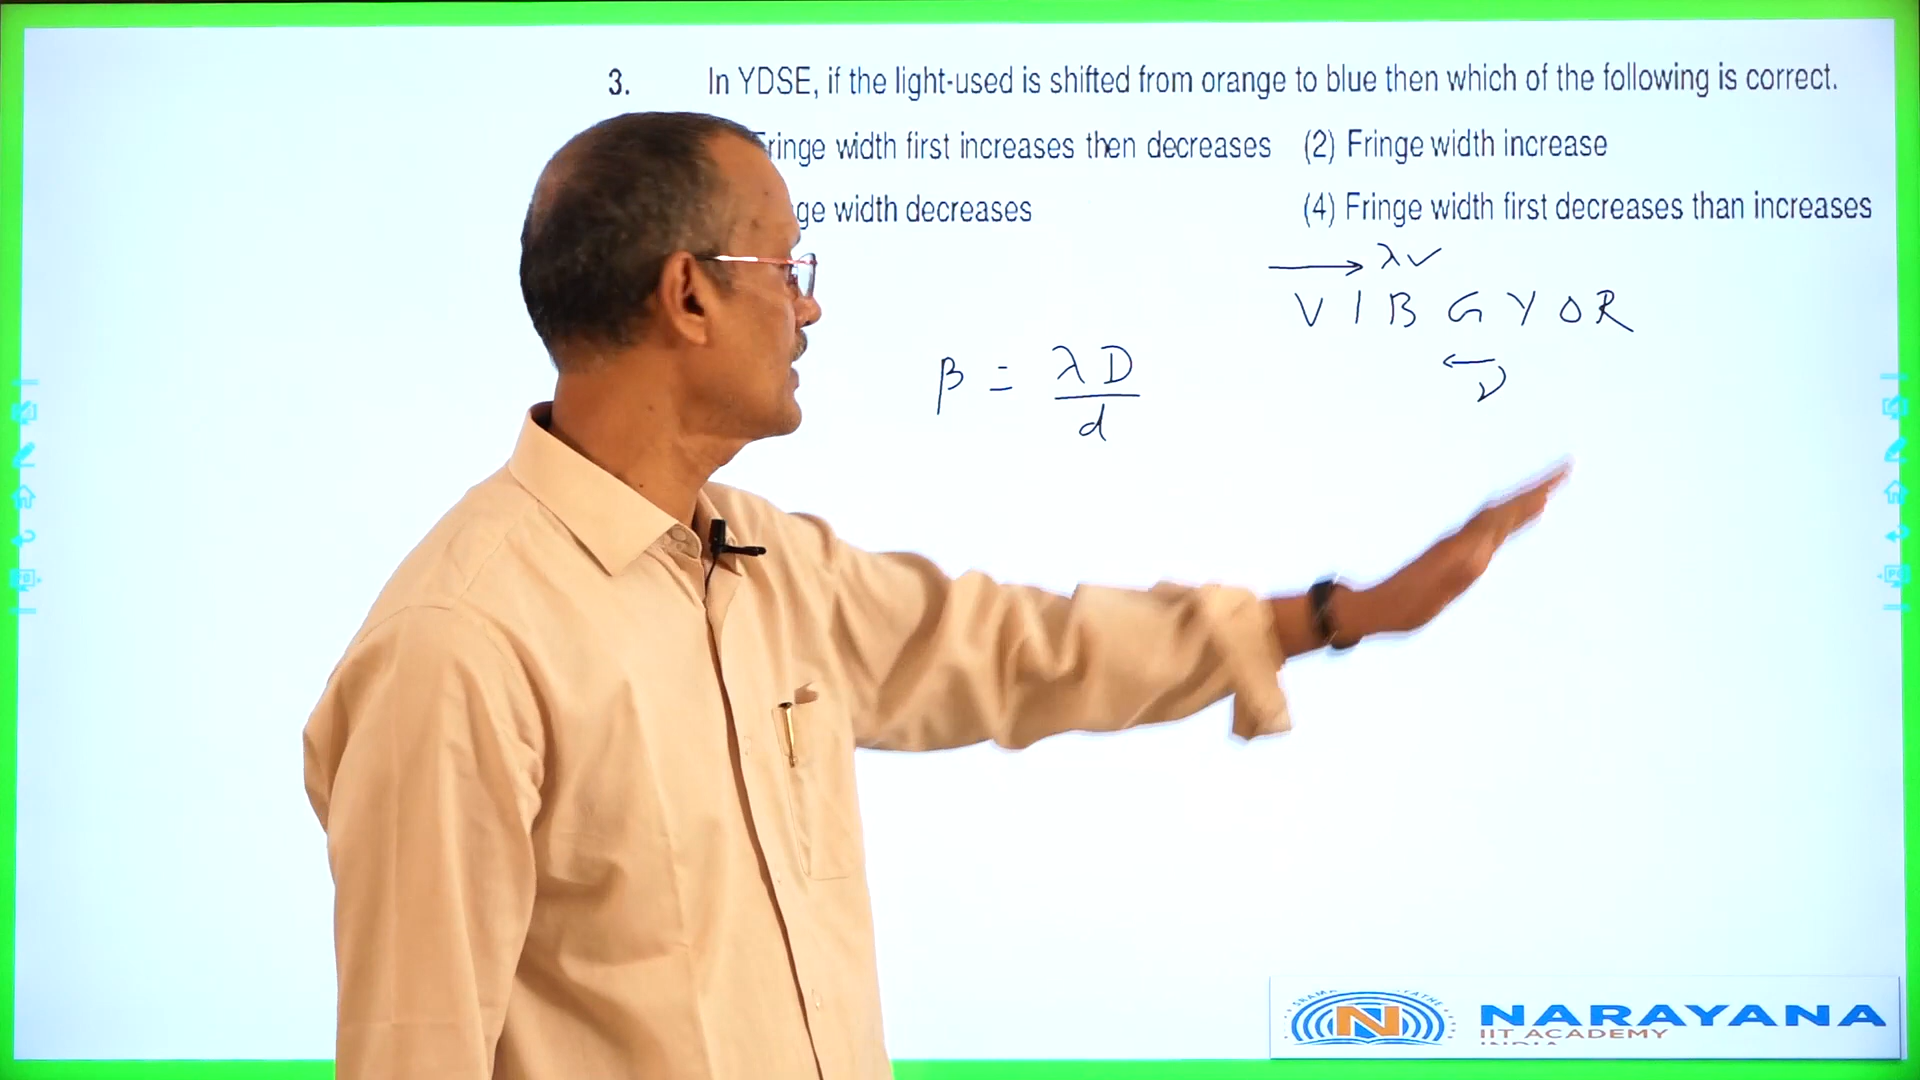 3. In YDSE, if the light-used is shifted from orange to blue then which of the following is correct.
ringe width first increases then decreases (2) Fringe width increase
ge width decreases (4) Fringe width first decreases than increases
→ λ
V I B G Y O R
← ν
β = λ D / d
N
NARAYANA
IIT ACADEMY
INDIA